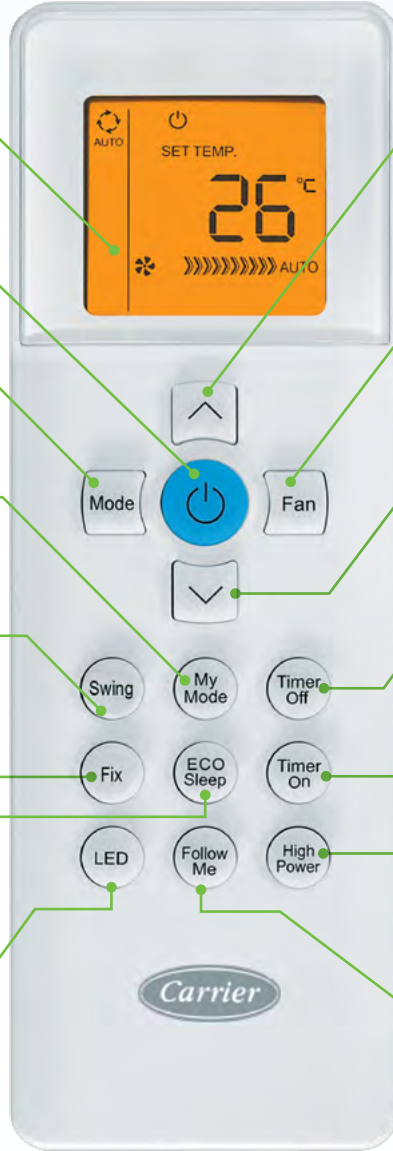 AUTO
SET TEMP.
26 °C
AUTO
Mode
Fan
Swing
My
Mode
Timer
Off
Fix
ECO
Sleep
Timer
On
LED
Follow
Me
High
Power
Carrier